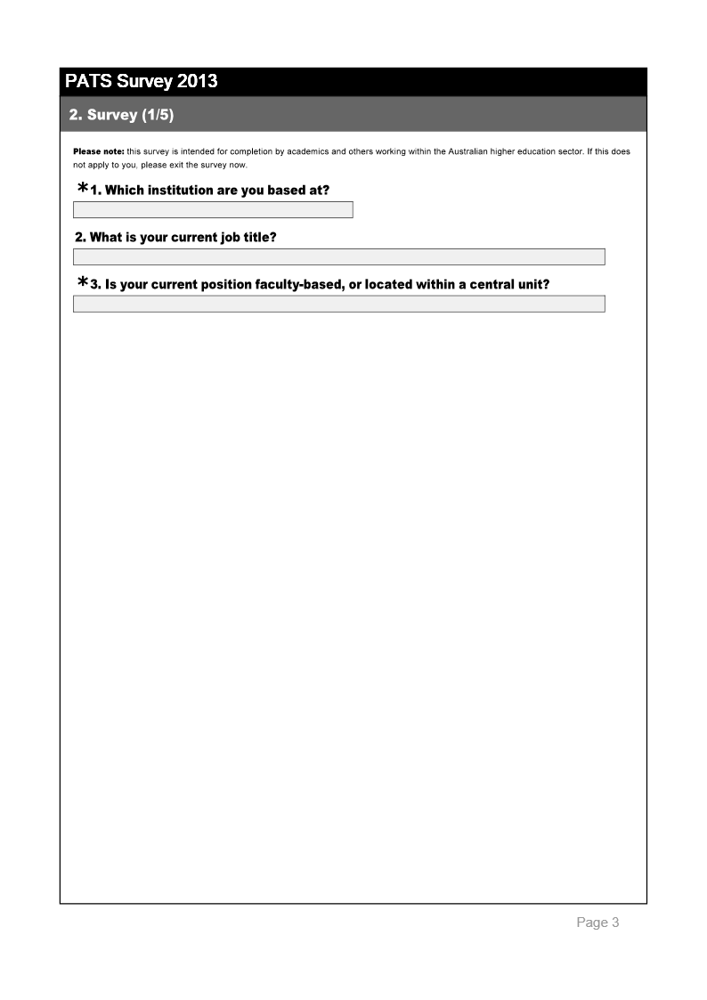 PATS Survey 2013
2. Survey (1/5)
Please note: this survey is intended for completion by academics and others working within the Australian higher education sector. If this does
not apply to you, please exit the survey now.
*1. Which institution are you based at?
2. What is your current job title?
*3. Is your current position faculty-based, or located within a central unit?
Page 3